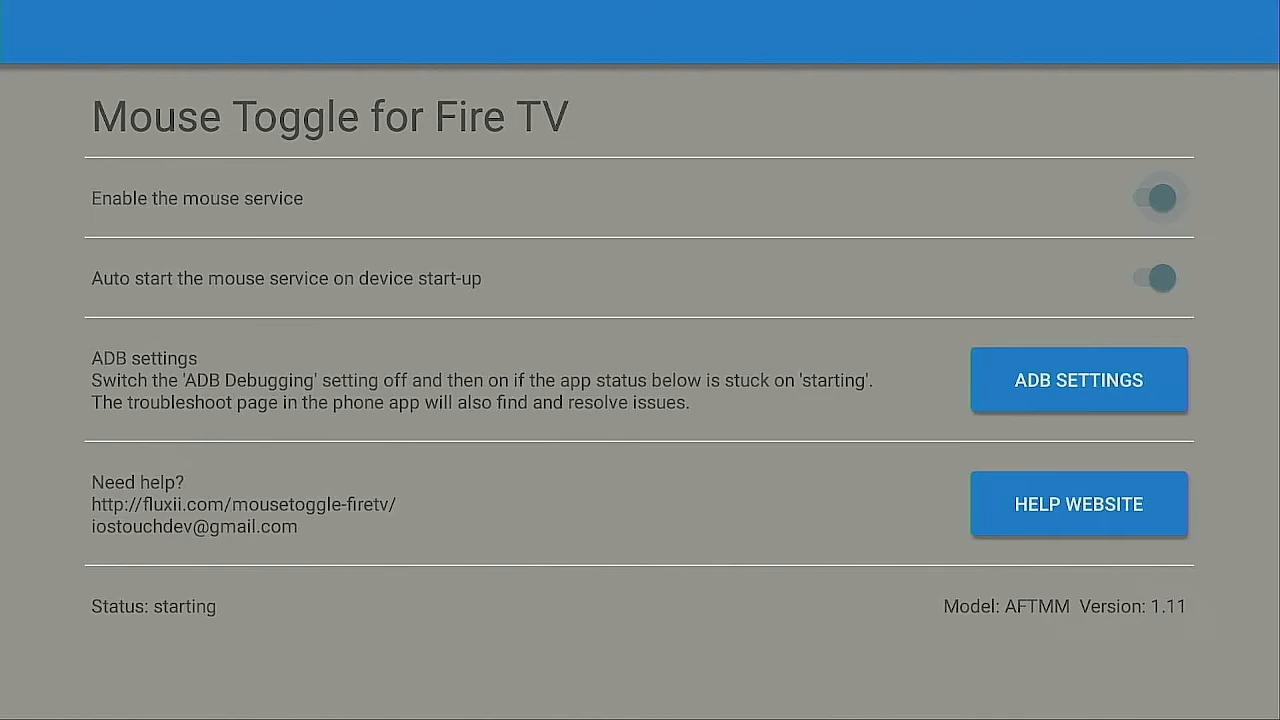 Mouse Toggle for Fire TV
Enable the mouse service
Auto start the mouse service on device start-up
ADB settings
Switch the 'ADB Debugging' setting off and then on if the app status below is stuck on 'starting'.
The troubleshoot page in the phone app will also find and resolve issues.
ADB SETTINGS
Need help?
http://fluxii.com/mousetoggle-firetv/
iostouchdev@gmail.com
HELP WEBSITE
Status: starting
Model: AFTMM  Version: 1.11